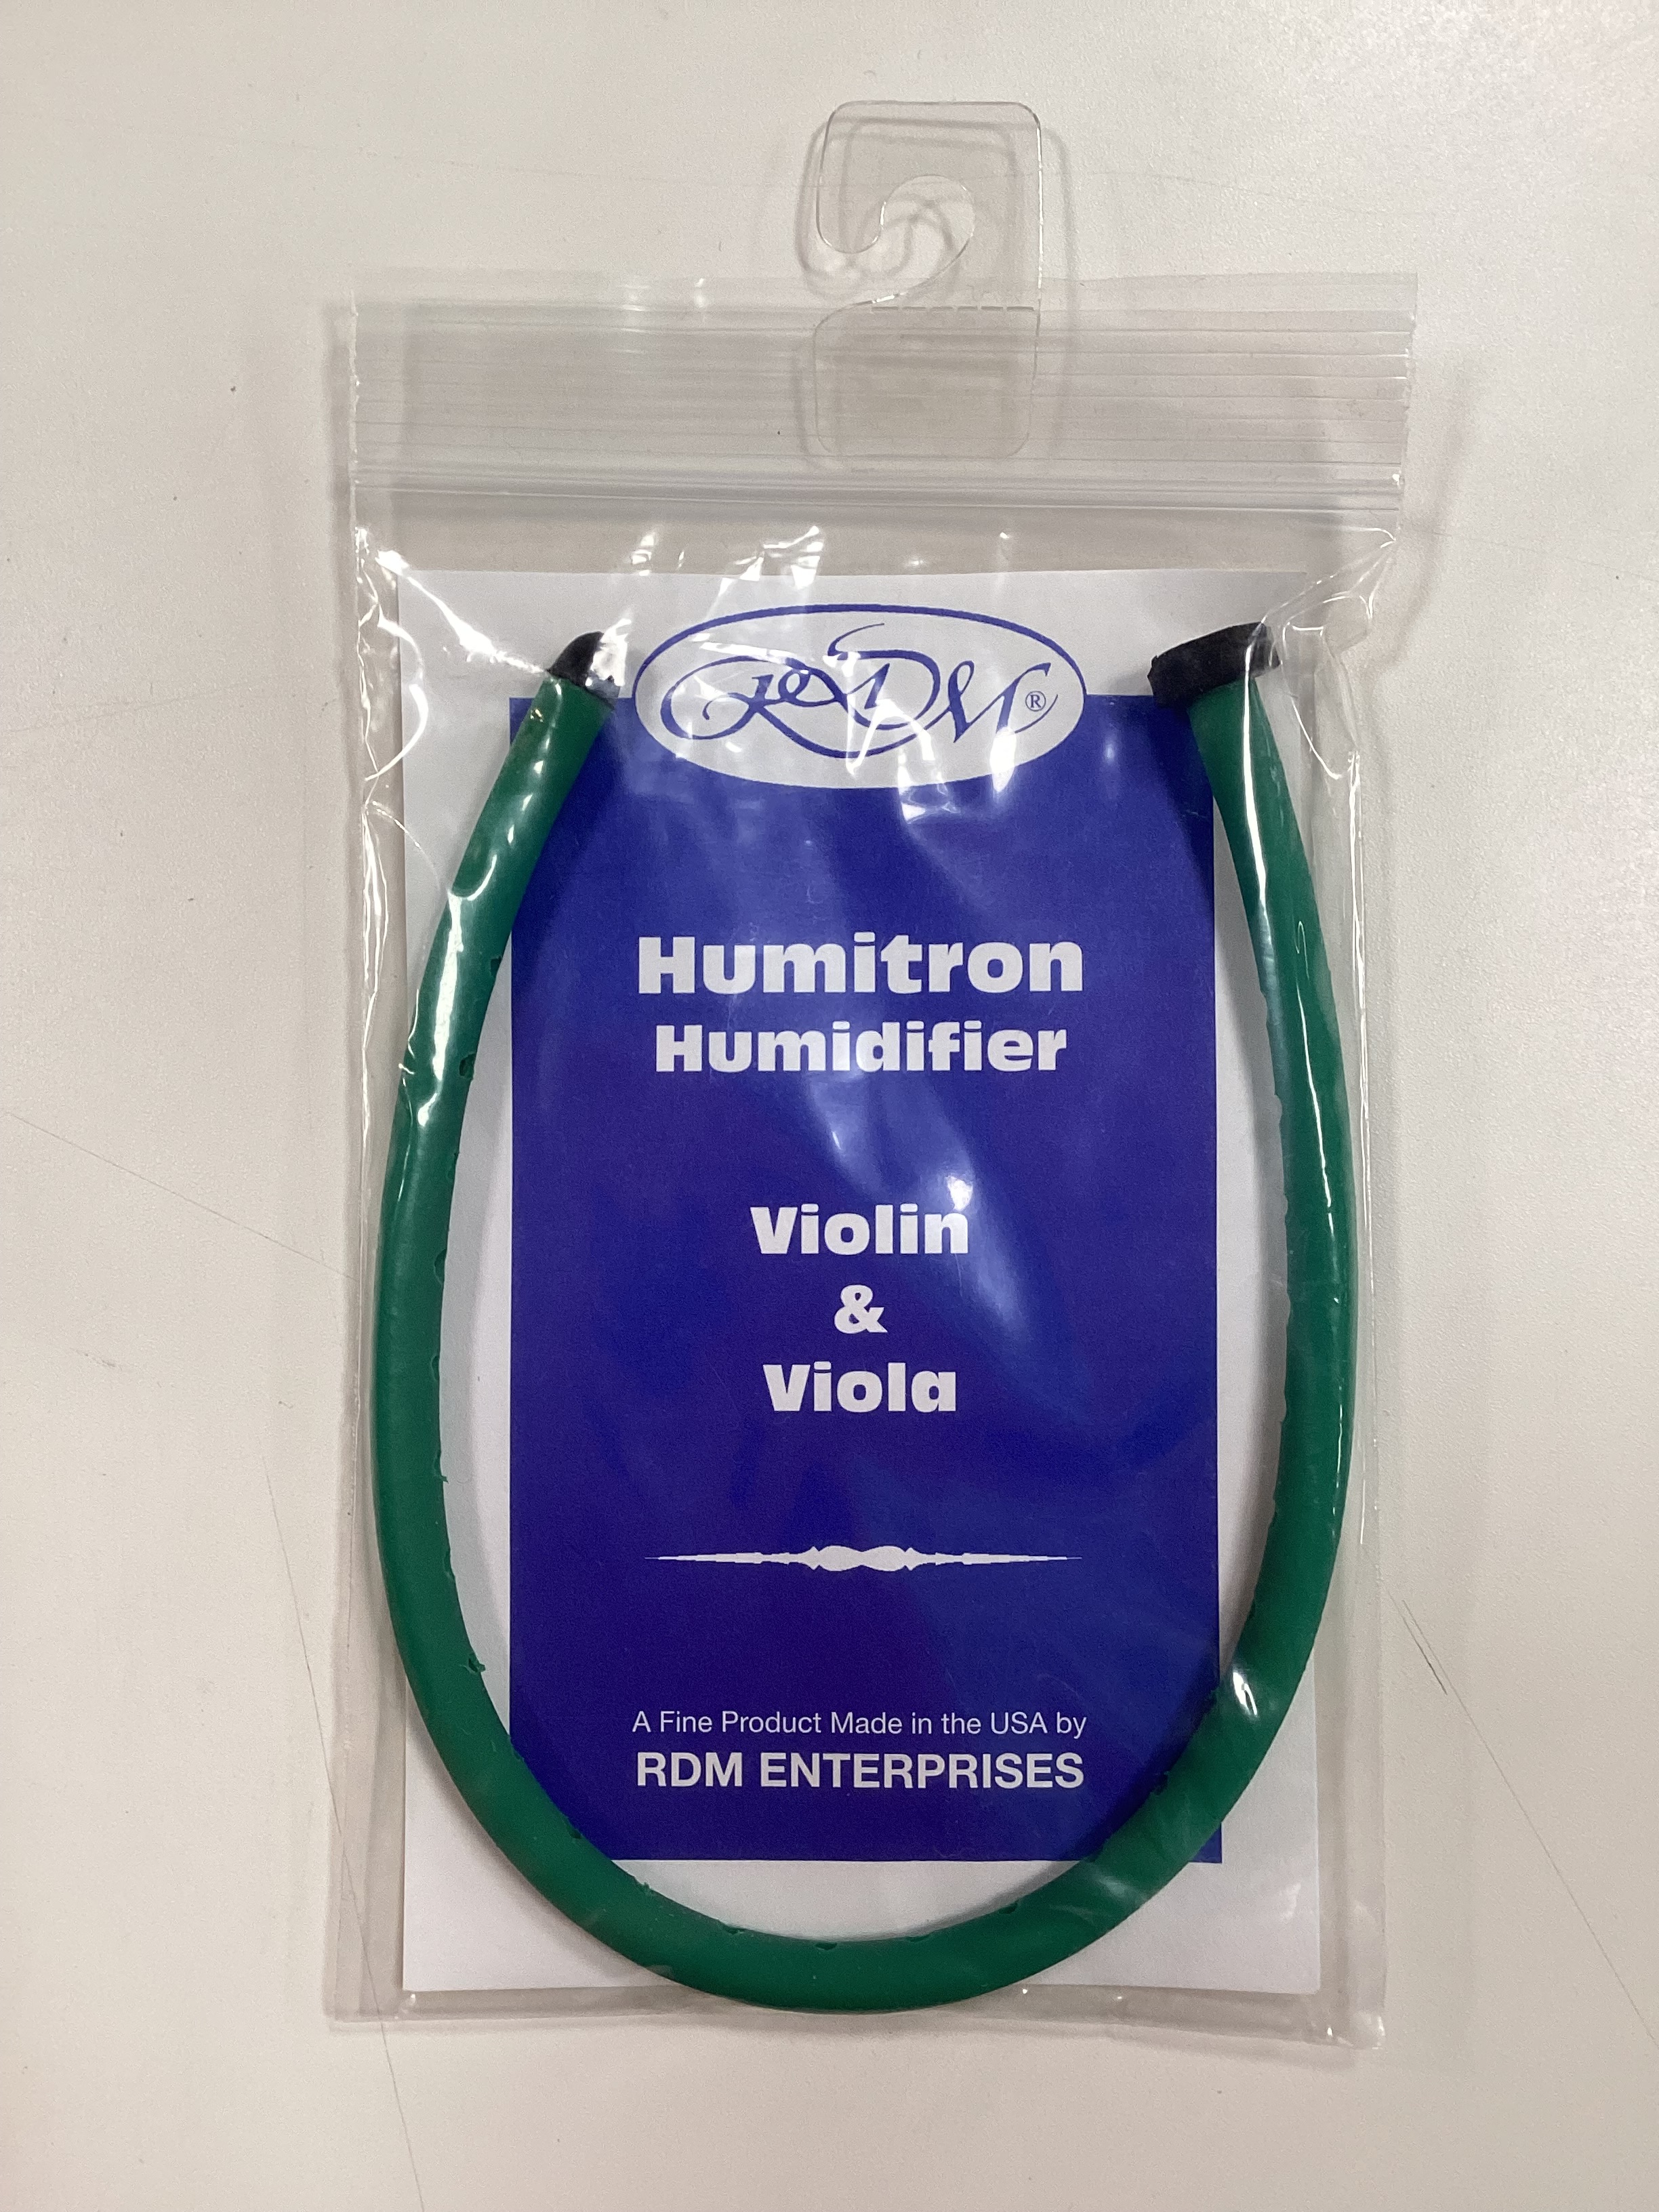 RDM®
Humitron
Humidifier
Violin
&
Viola
A Fine Product Made in the USA by
RDM ENTERPRISES